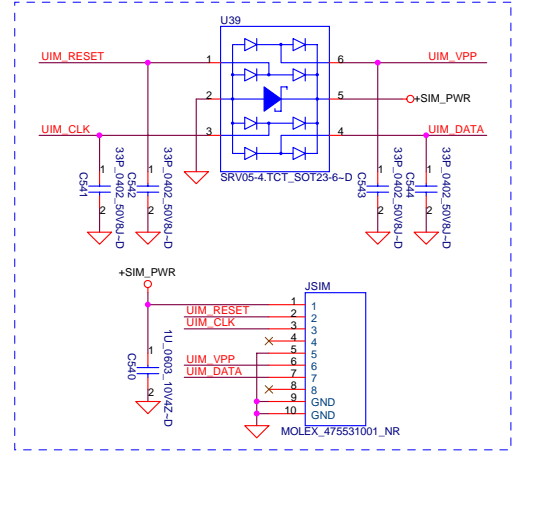 U39
UIM_RESET
1
6
UIM_VPP
2
5
+SIM_PWR
UIM_CLK
3
4
UIM_DATA
SRV05-4.TCT_SOT23-6~D
1
2
C541
33P_0402_50V8J~D
1
2
C542
33P_0402_50V8J~D
1
2
C543
33P_0402_50V8J~D
1
2
C544
33P_0402_50V8J~D
+SIM_PWR
JSIM
1
1
UIM_RESET
2
2
UIM_CLK
3
3
4
4
5
5
UIM_VPP
6
6
UIM_DATA
7
7
8
8
9
GND
10
GND
MOLEX_475531001_NR
1
2
C540
1U_0603_10V4Z~D